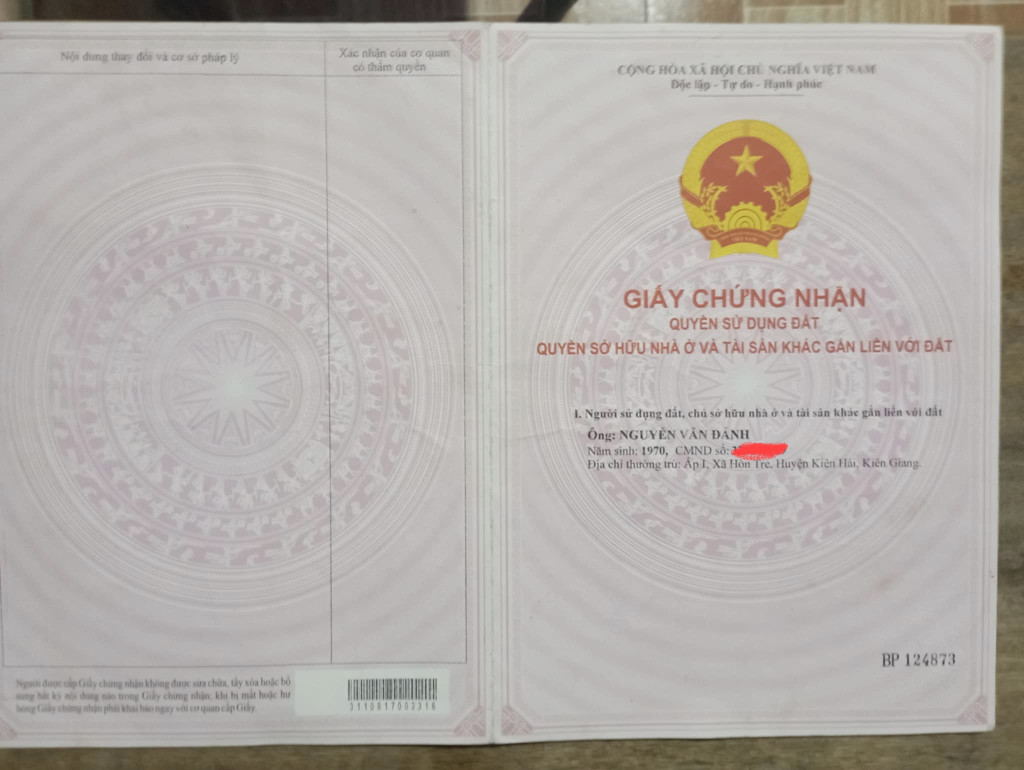 Nội dung thay đổi và cơ sở pháp lý
Xác nhận của cơ quan
có thẩm quyền
Người được cấp Giấy chứng nhận không được sửa chữa, tẩy xóa hoặc bổ
sung bất kỳ nội dung nào trong Giấy chứng nhận; khi bị mất hoặc hư
hỏng Giấy chứng nhận phải khai báo ngay với cơ quan cấp Giấy.
CỘNG HÒA XÃ HỘI CHỦ NGHĨA VIỆT NAM
Độc lập - Tự do - Hạnh phúc
VIỆT NAM
GIẤY CHỨNG NHẬN
QUYỀN SỬ DỤNG ĐẤT
QUYỀN SỞ HỮU NHÀ Ở VÀ TÀI SẢN KHÁC GẮN LIỀN VỚI ĐẤT
I. Người sử dụng đất, chủ sở hữu nhà ở và tài sản khác gắn liền với đất
Ông: NGUYỄN VĂN ĐẢNH
Năm sinh: 1970, CMND số:
Địa chỉ thường trú: Ấp I, Xã Hòn Tre, Huyện Kiên Hải, Kiên Giang.
BP 124873